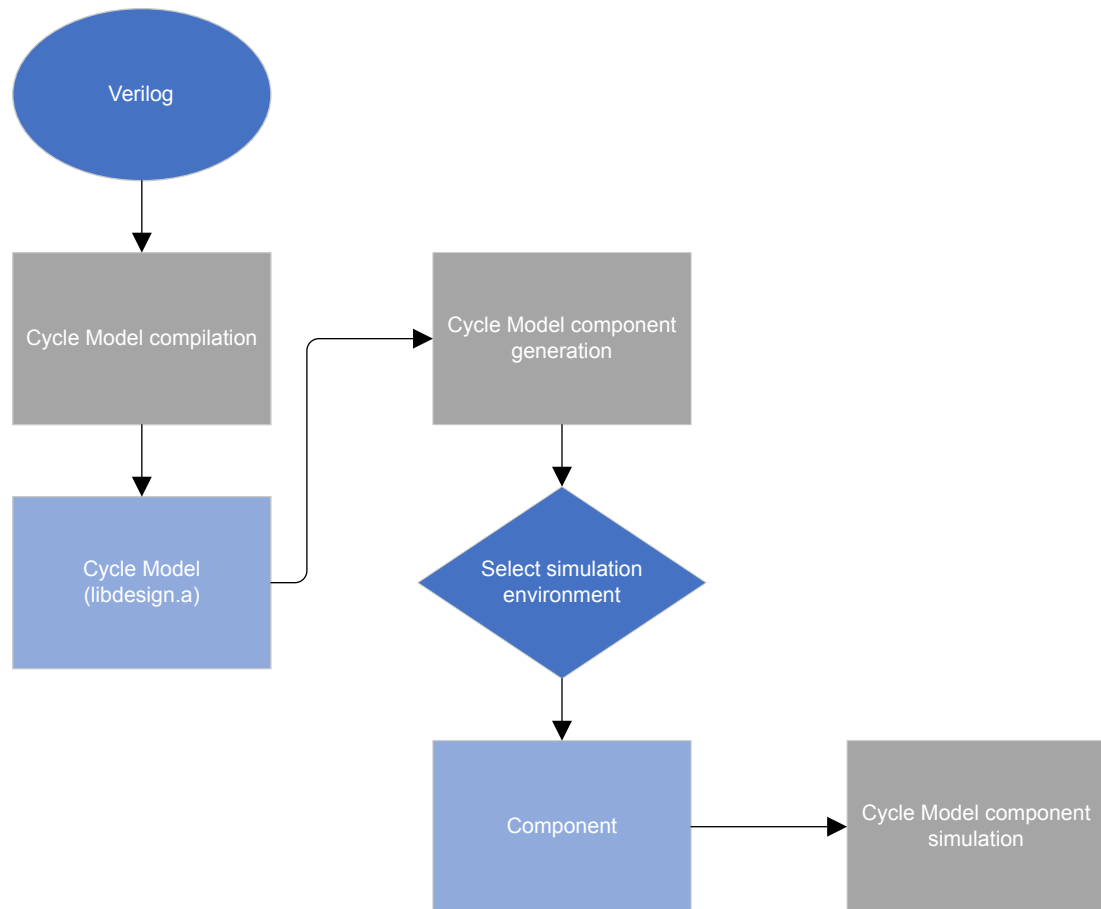 Verilog
Cycle Model compilation
Cycle Model component
generation
Cycle Model
(libdesign.a)
Select simulation
environment
Component
Cycle Model component
simulation